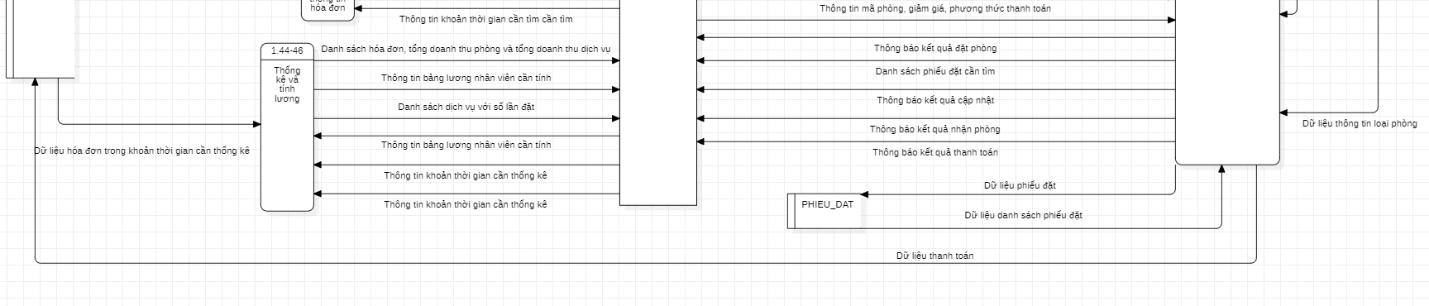 hóa đơn
Thông tin khoản thời gian cần tìm cần tìm
Thông tin mã phòng, giảm giá, phương thức thanh toán
1.44-46
Thống
kê và
tính
lương
Danh sách hóa đơn, tổng doanh thu phòng và tổng doanh thu dịch vụ
Thông tin bảng lương nhân viên cần tính
Danh sách dịch vụ với số lần đặt
Thông tin bảng lương nhân viên cần tính
Thông tin khoản thời gian cần thống kê
Thông tin khoản thời gian cần thống kê
Dữ liệu hóa đơn trong khoản thời gian cần thống kê
Thông báo kết quả đặt phòng
Danh sách phiếu đặt cần tìm
Thông báo kết quả cập nhật
Thông báo kết quả nhận phòng
Thông báo kết quả thanh toán
Dữ liệu thông tin loại phòng
Dữ liệu phiếu đặt
PHIEU_DAT
Dữ liệu danh sách phiếu đặt
Dữ liệu thanh toán